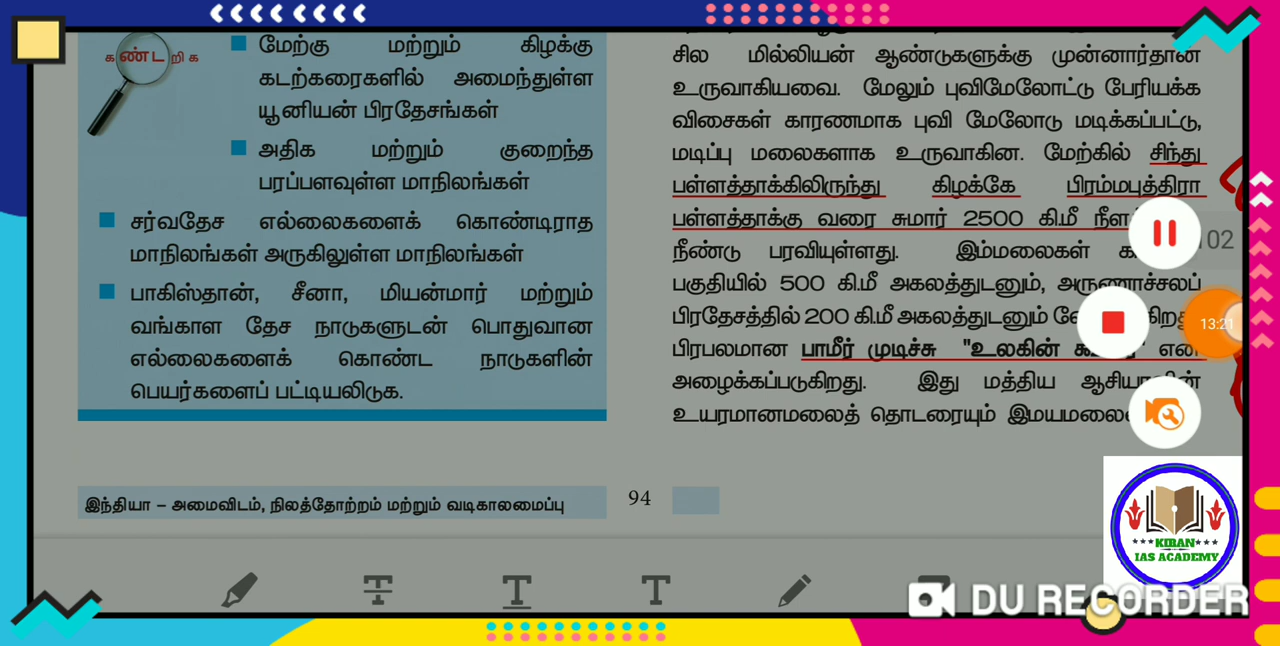 கண்டறிக
மேற்கு மற்றும் கிழக்கு
கடற்கரைகளில் அமைந்துள்ள
யூனியன் பிரதேசங்கள்
அதிக மற்றும் குறைந்த
பரப்பளவுள்ள மாநிலங்கள்
சர்வதேச எல்லைகளைக் கொண்டிராத
மாநிலங்கள் அருகிலுள்ள மாநிலங்கள்
பாகிஸ்தான், சீனா, மியன்மார் மற்றும்
வங்காள தேச நாடுகளுடன் பொதுவான
எல்லைகளைக் கொண்ட நாடுகளின்
பெயர்களைப் பட்டியலிடுக.
சில மில்லியன் ஆண்டுகளுக்கு முன்னார்தான்
உருவாகியவை. மேலும் புவிமேலோட்டு பேரியக்க
விசைகள் காரணமாக புவி மேலோடு மடிக்கப்பட்டு,
மடிப்பு மலைகளாக உருவாகின. மேற்கில் சிந்து
பள்ளத்தாக்கிலிருந்து கிழக்கே பிரம்மபுத்திரா
பள்ளத்தாக்கு வரை சுமார் 2500 கி.மீ
நீண்டு பரவியுள்ளது. இம்மலைகள்
பகுதியில் 500 கி.மீ அகலத்துடனும், அருணாச்சலப்
பிரதேசத்தில் 200 கி.மீ அகலத்துடனும்
பிரபலமான பாமீர் முடிச்சு "உலகின்
அழைக்கப்படுகிறது. இது மத்திய
உயரமானமலைத் தொடரையும்
இந்தியா – அமைவிடம், நிலத்தோற்றம் மற்றும் வடிகாலமைப்பு
94
102
13:21
KIRAN
IAS ACADEMY
DU RECORDER